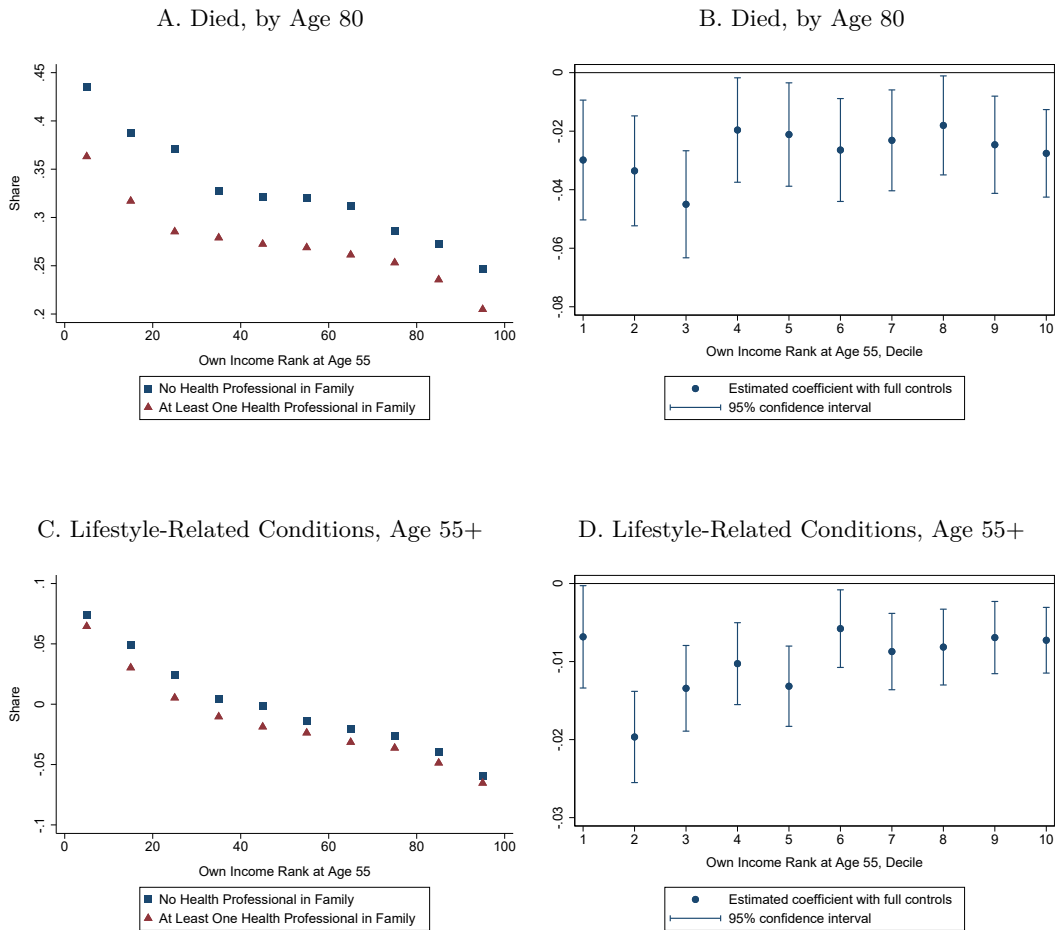 A. Died, by Age 80
.45
.4
.35
.3
.25
.2
Share
0 20 40 60 80 100
Own Income Rank at Age 55
No Health Professional in Family
At Least One Health Professional in Family
B. Died, by Age 80
0
-.02
-.04
-.06
-.08
1 2 3 4 5 6 7 8 9 10
Own Income Rank at Age 55, Decile
Estimated coefficient with full controls
95% confidence interval
C. Lifestyle-Related Conditions, Age 55+
.1
.05
0
-.05
-.1
Share
0 20 40 60 80 100
Own Income Rank at Age 55
No Health Professional in Family
At Least One Health Professional in Family
D. Lifestyle-Related Conditions, Age 55+
0
-.01
-.02
-.03
1 2 3 4 5 6 7 8 9 10
Own Income Rank at Age 55, Decile
Estimated coefficient with full controls
95% confidence interval